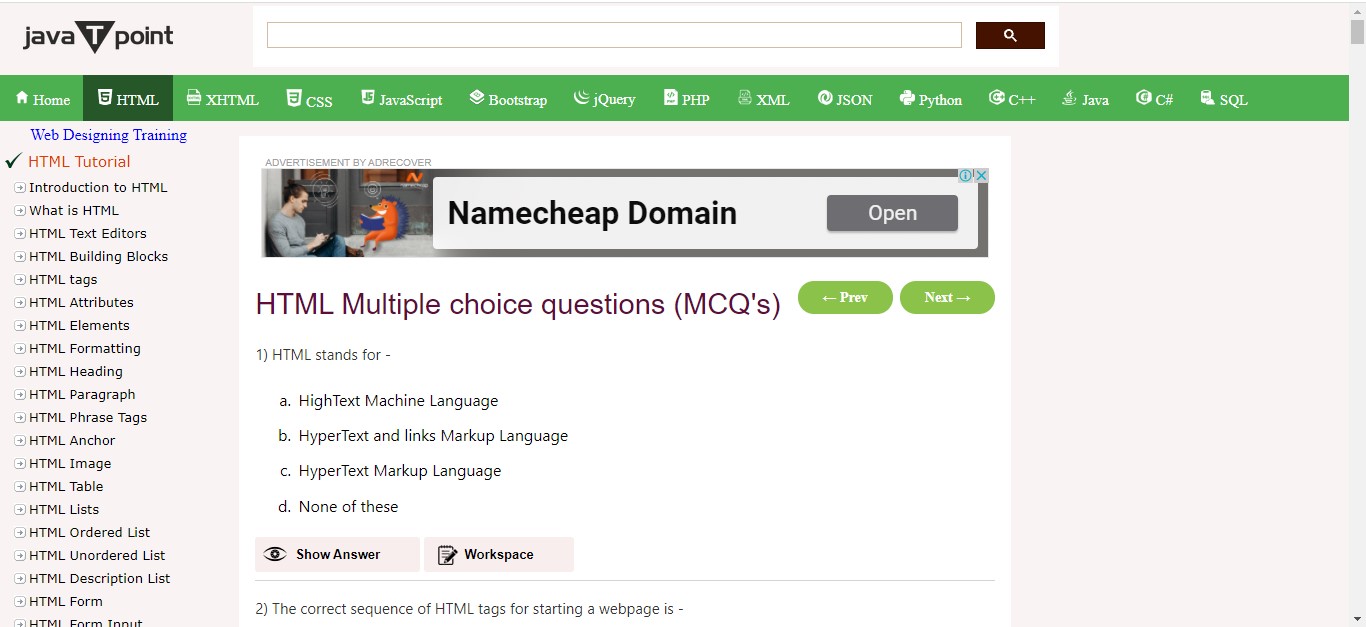 javaTpoint
Home HTML XHTML CSS JavaScript Bootstrap jQuery PHP XML JSON Python C++ Java C# SQL
Web Designing Training
HTML Tutorial
Introduction to HTML
What is HTML
HTML Text Editors
HTML Building Blocks
HTML tags
HTML Attributes
HTML Elements
HTML Formatting
HTML Heading
HTML Paragraph
HTML Phrase Tags
HTML Anchor
HTML Image
HTML Table
HTML Lists
HTML Ordered List
HTML Unordered List
HTML Description List
HTML Form
HTML Form Input
ADVERTISEMENT BY ADRECOVER
Namecheap Domain
Open
HTML Multiple choice questions (MCQ's)
← Prev Next →
1) HTML stands for -
a. HighText Machine Language
b. HyperText and links Markup Language
c. HyperText Markup Language
d. None of these
Show Answer Workspace
2) The correct sequence of HTML tags for starting a webpage is -